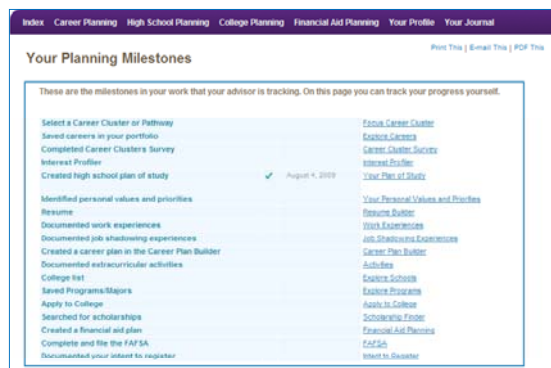 Index Career Planning High School Planning College Planning Financial Aid Planning Your Profile Your Journal
Print This | E-mail This | PDF This
Your Planning Milestones
These are the milestones in your work that your advisor is tracking. On this page you can track your progress yourself.
Select a Career Cluster or Pathway Focus Career Cluster
Saved careers in your portfolio Explore Careers
Completed Career Clusters Survey Career Cluster Survey
Interest Profiler Interest Profiler
Created high school plan of study ✓ August 4, 2009 Your Plan of Study
Identified personal values and priorities Your Personal Values and Priorities
Resume Resume Builder
Documented work experiences Work Experiences
Documented job shadowing experiences Job Shadowing Experiences
Created a career plan in the Career Plan Builder Career Plan Builder
Documented extracurricular activities Activities
College list Explore Schools
Saved Programs/Majors Explore Programs
Apply to College Apply to College
Searched for scholarships Scholarship Finder
Created a financial aid plan Financial Aid Planning
Complete and file the FAFSA FAFSA
Documented your intent to register Intent to Register